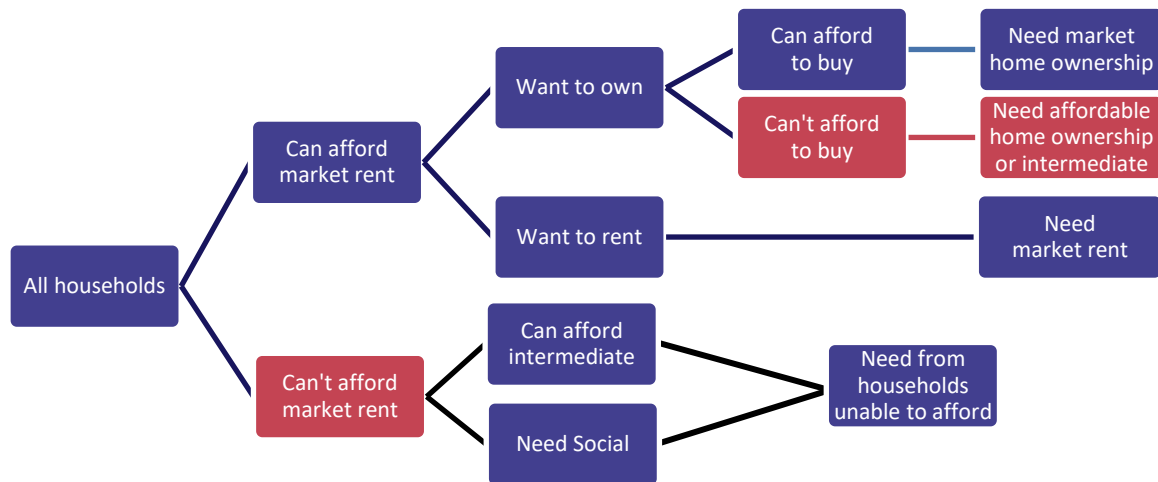 Can afford
to buy
Need market
home ownership
Want to own
Can't afford
to buy
Need affordable
home ownership
or intermediate
Can afford
market rent
Want to rent
Need
market rent
All households
Can afford
intermediate
Can't afford
market rent
Need from
households
unable to afford
Need Social